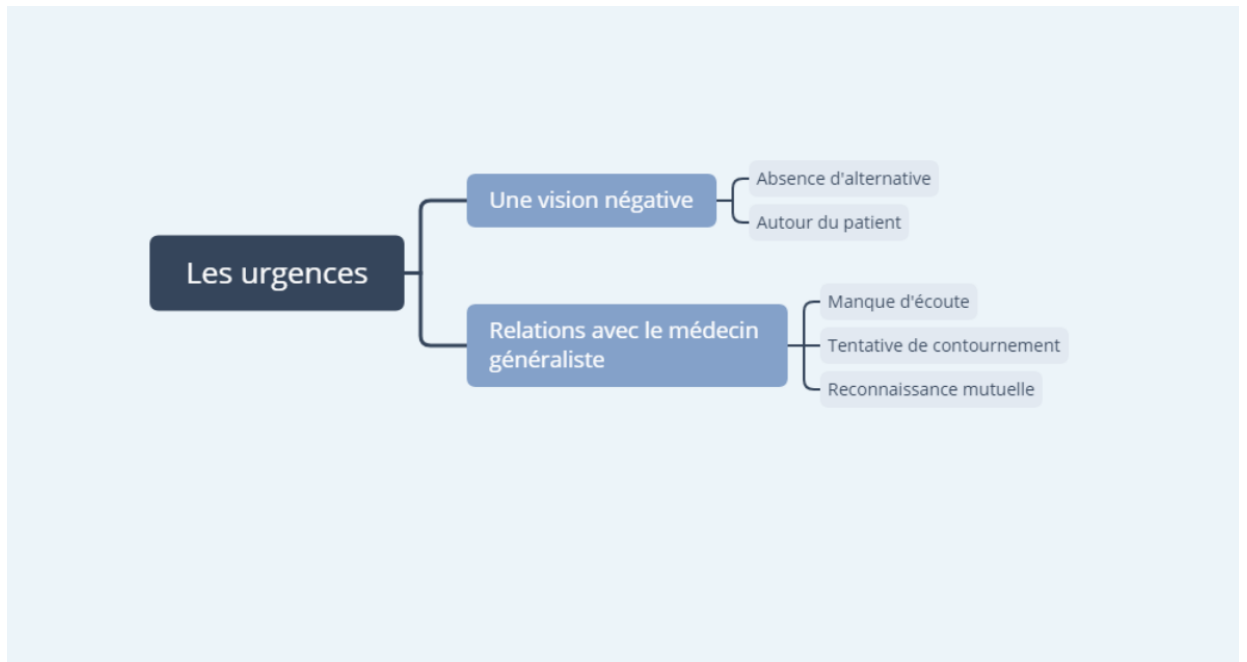 Les urgences
Une vision négative
Absence d'alternative
Autour du patient
Relations avec le médecin
généraliste
Manque d'écoute
Tentative de contournement
Reconnaissance mutuelle